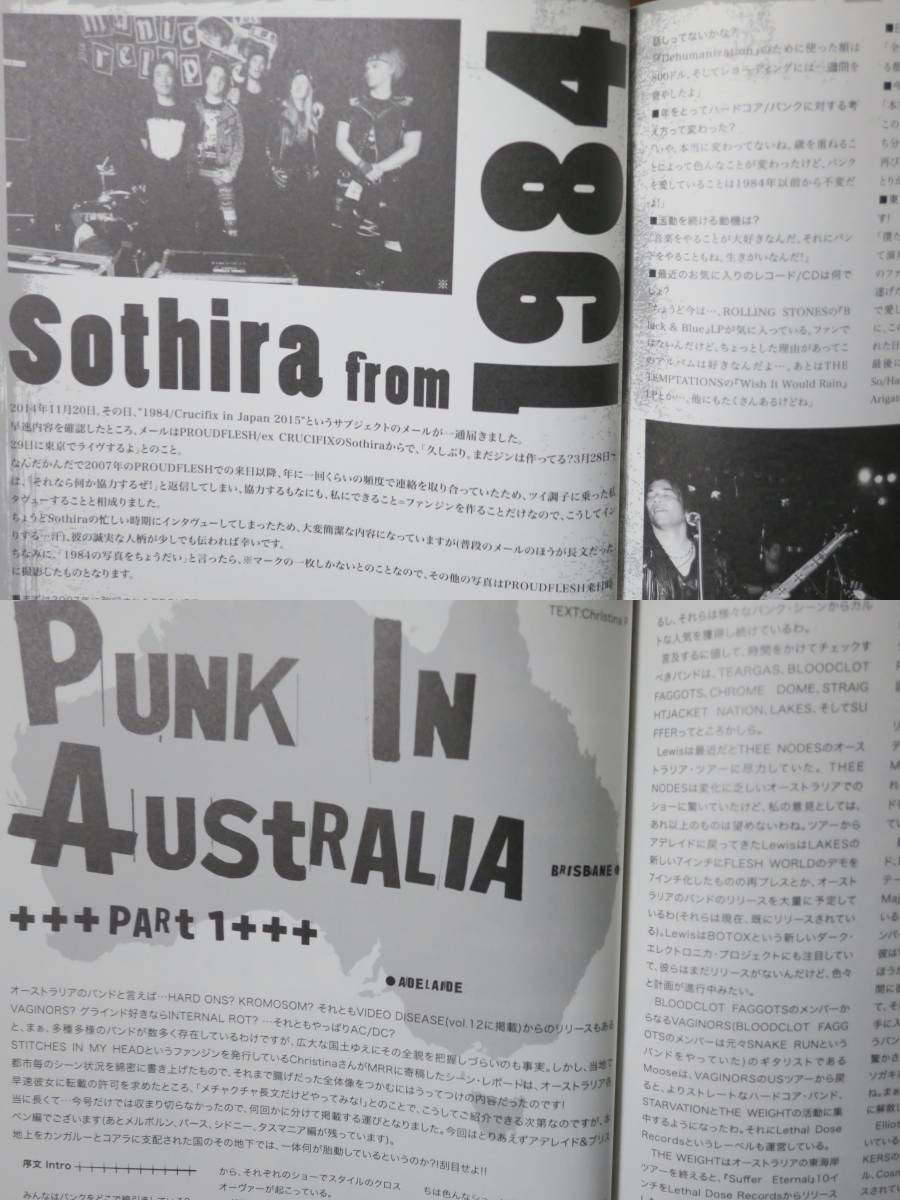 manic
relapse
※
Sothira from
1984
2014年11月20日。その日、"1984/Crucifix in Japan 2015"というサブジェクトのメールが一通届きました。
早速内容を確認したところ、メールはPROUDFLESH/ex CRUCIFIXのSothiraからで、「久しぶり。まだジンは作ってる?3月28日〜
29日に東京でライヴするよ」とのこと。
なんだかんだで2007年のPROUDFLESHでの来日以降、年に一回くらいの頻度で連絡を取り合っていたため、ツイ調子に乗った私
は、「それなら何か協力するぜ!」と返信してしまい、協力するもなにも、私にできること=ファンジンを作ることだけなので、こうしてイン
タヴューすることと相成りました。
ちょうどSothiraの忙しい時期にインタヴューしてしまったため、大変簡潔な内容になっていますが(普段のメールのほうが長文だった
りする…汗)、彼の誠実な人柄が少しでも伝われば幸いです。
ちなみに、「1984の写真をちょうだい」と言ったら、※マークの一枚しかないとのことなので、その他の写真はPROUDFLESH来日時
に撮影したものとなります。
話しってないかな?
『Dehumanization』のために使った額は
800ドル、そしてレコーディングには一週間を
費やしたよ」
■年をとってハードコア/パンクに対する考
え方って変わった?
「いや、本当に変わってないね。歳を重ねるこ
とによって色んなことが変わったけど、パンク
を愛していることは1984年以前から不変だ
よ!」
■活動を続ける動機は?
「音楽をやることが大好きなんだ。それにパン
クをやることもね。生きがいなんだ!」
■最近のお気に入りのレコード/CDは何で
しょう
「ちょうど今は…、ROLLING STONESの『B
lack & Blue』LPが気に入っている。ファンで
はないんだけど、ちょっとした理由があってこ
のアルバムは好きなんだよ…。あとはTHE
TEMPTATIONSの『Wish It Would Rain』
LPとか…。他にもたくさんあるけどね」
TEXT:Christina
PUNK IN
AUStRALIA
BRISBANE
+++PARt 1+++
ADELAIDE
オーストラリアのバンドと言えば…HARD ONS? KROMOSOM? それともVIDEO DISEASE(vol.12に掲載)からのリリースもある
VAGINORS? グラインド好きならINTERNAL ROT? …それともやっぱりAC/DC?
と、まぁ、多種多様のバンドが数多く存在しているわけですが、広大な国土ゆえにその全貌を把握しづらいのも事実。しかし、当地で
STITCHES IN MY HEADというファンジンを発行しているChristinaさんがMRRに寄稿したシーン・レポートは、オーストラリア各
都市毎のシーン状況を綿密に書き上げたもので、それまで朧げだった全体像をつかむにはうってつけの内容だったのです!
早速彼女に転載の許可を求めたところ、「メチャクチャ長文だけどやってみな!」とのことで、こうしてご紹介できる次第なのですが、本
当に長くて…今号だけでは収まり切らなかったので、何回かに分けて掲載する運びとなりました。今回はとりあえずアデレイド&ブリス
ベン編でございます(あとメルボルン、パース、シドニー、タスマニア編が残っています)。
地上をカンガルーとコアラに支配された国のその地下では、一体何が胎動しているというのか?!刮目せよ!!
序文 Intro
から、それぞれのショーでスタイルのクロス
オーヴァーが起こっている。
るし、それらは様々なパンク・シーンからカル
トな人気を獲得し続けているわ。
言及するに値して、時間をかけてチェックす
べきバンドは、TEARGAS、BLOODCLOT
FAGGOTS、CHROME DOME、STRAIG
HTJACKET NATION、LAKES、そしてSU
FFERってところかしら。
Lewisは最近だとTHEE NODESのオース
トラリア・ツアーに尽力していた。THEE
NODESは変化に乏しいオーストラリアでの
ショーに驚いていたけど、私の意見としては、
あれ以上のものは望めないわね。ツアーから
アデレイドに戻ってきたLewisはLAKESの
新しい7インチにFLESH WORLDのデモを
7インチ化したものの再プレスとか、オースト
ラリアのバンドのリリースを大量に予定して
いるわ(それらは現在、既にリリースされてい
る)。LewisはBOTOXという新しいダーク・
エレクトロニカ・プロジェクトにも注目してい
て、彼らはまだリリースがないんだけど、色々
と計画が進行中みたい。
BLOODCLOT FAGGOTSのメンバーか
らなるVAGINORS(BLOODCLOT FAGG
OTSのメンバーは元々SNAKE RUNという
バンドをやっていた)のギタリストである
Mooseは、VAGINORSのUSツアーから戻
ると、よりストレートなハードコア・バンド、
STARVATIONとTHE WEIGHTの活動に集
中するようになったわ。それにLethal Dose
Recordsというレーベルも運営している。
THE WEIGHTはオーストラリアの東海岸
ツアーを終えると、『Suffer Eternal』10イ
ンチをLethal Dose Recordsからリリー